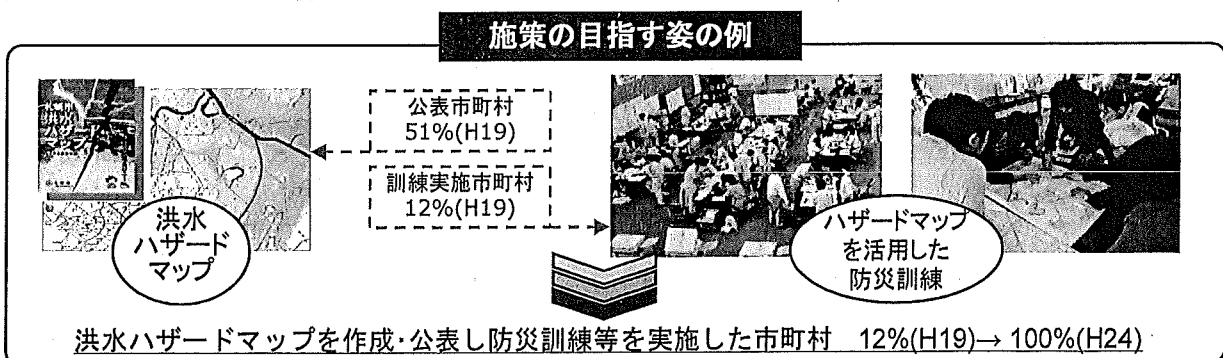 施策の目指す姿の例
公表市町村
51%(H19)
訓練実施市町村
12%(H19)
洪水
ハザード
マップ
ハザードマップ
を活用した
防災訓練
洪水ハザードマップを作成・公表し防災訓練等を実施した市町村 12%(H19)→ 100%(H24)